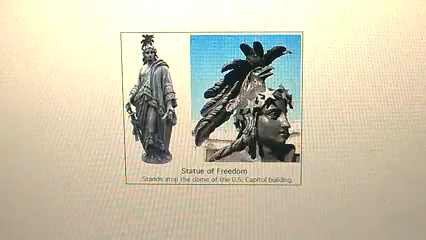 Statue of Freedom
Stands atop the dome of the U.S. Capitol building